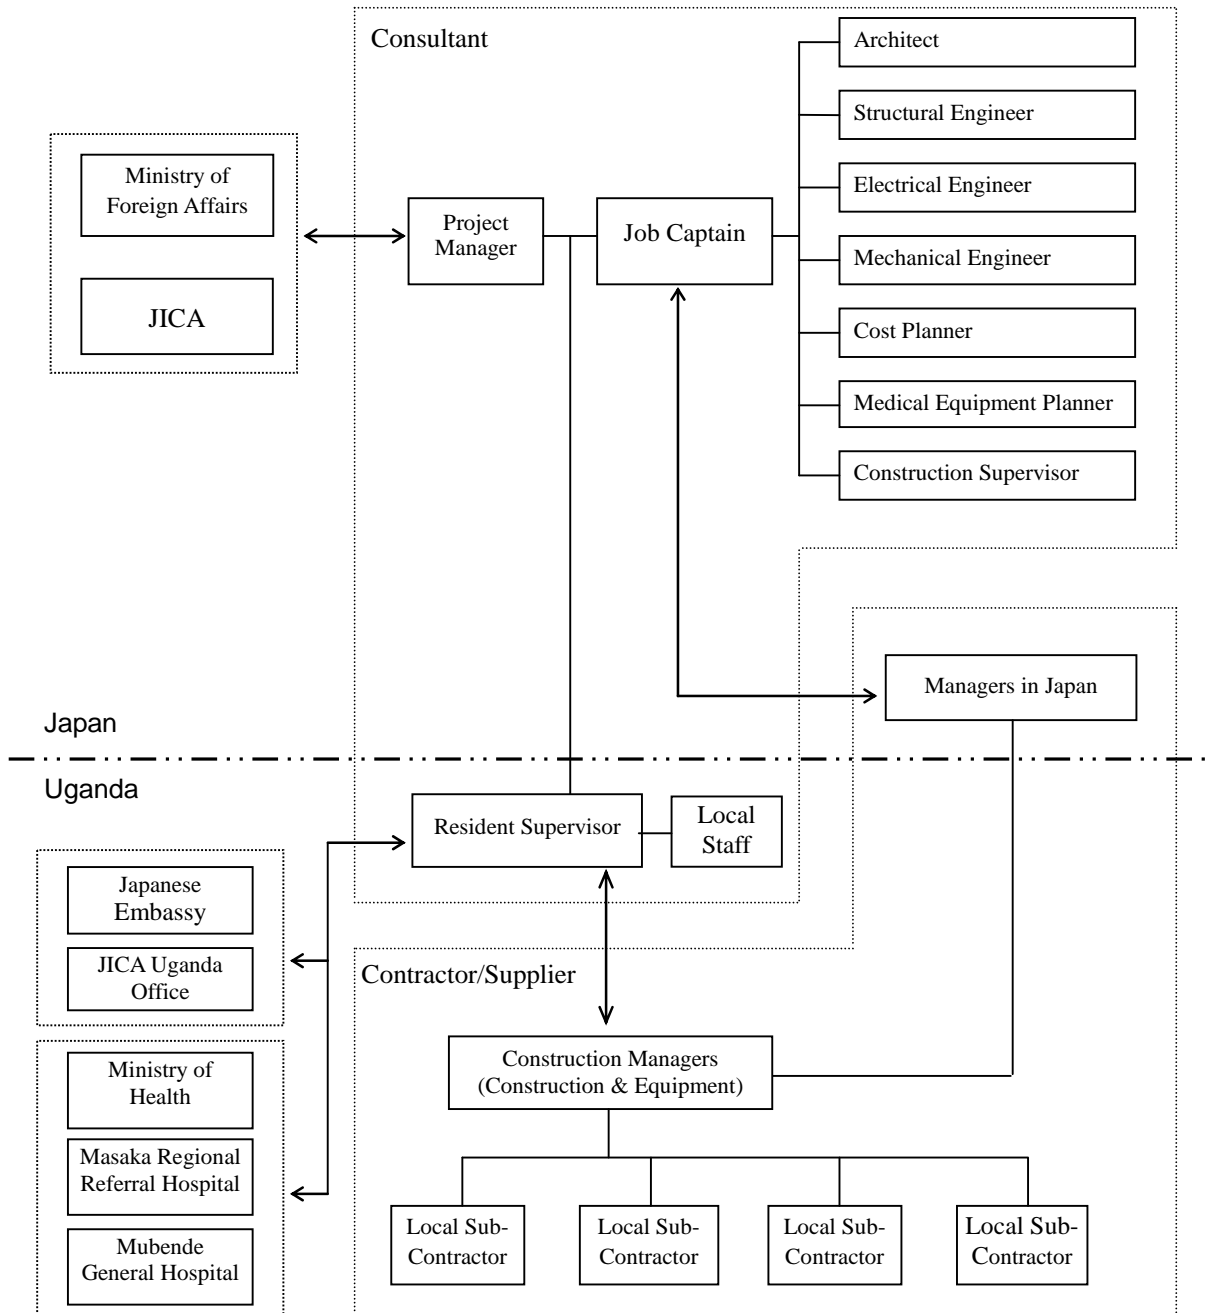 Consultant
Architect
Structural Engineer
Electrical Engineer
Mechanical Engineer
Cost Planner
Medical Equipment Planner
Construction Supervisor
Ministry of
Foreign Affairs
JICA
Project
Manager
Job Captain
Managers in Japan
Japan
Uganda
Resident Supervisor
Local
Staff
Japanese
Embassy
JICA Uganda
Office
Contractor/Supplier
Construction Managers
(Construction & Equipment)
Ministry of
Health
Masaka Regional
Referral Hospital
Mubende
General Hospital
Local Sub-
Contractor
Local Sub-
Contractor
Local Sub-
Contractor
Local Sub-
Contractor